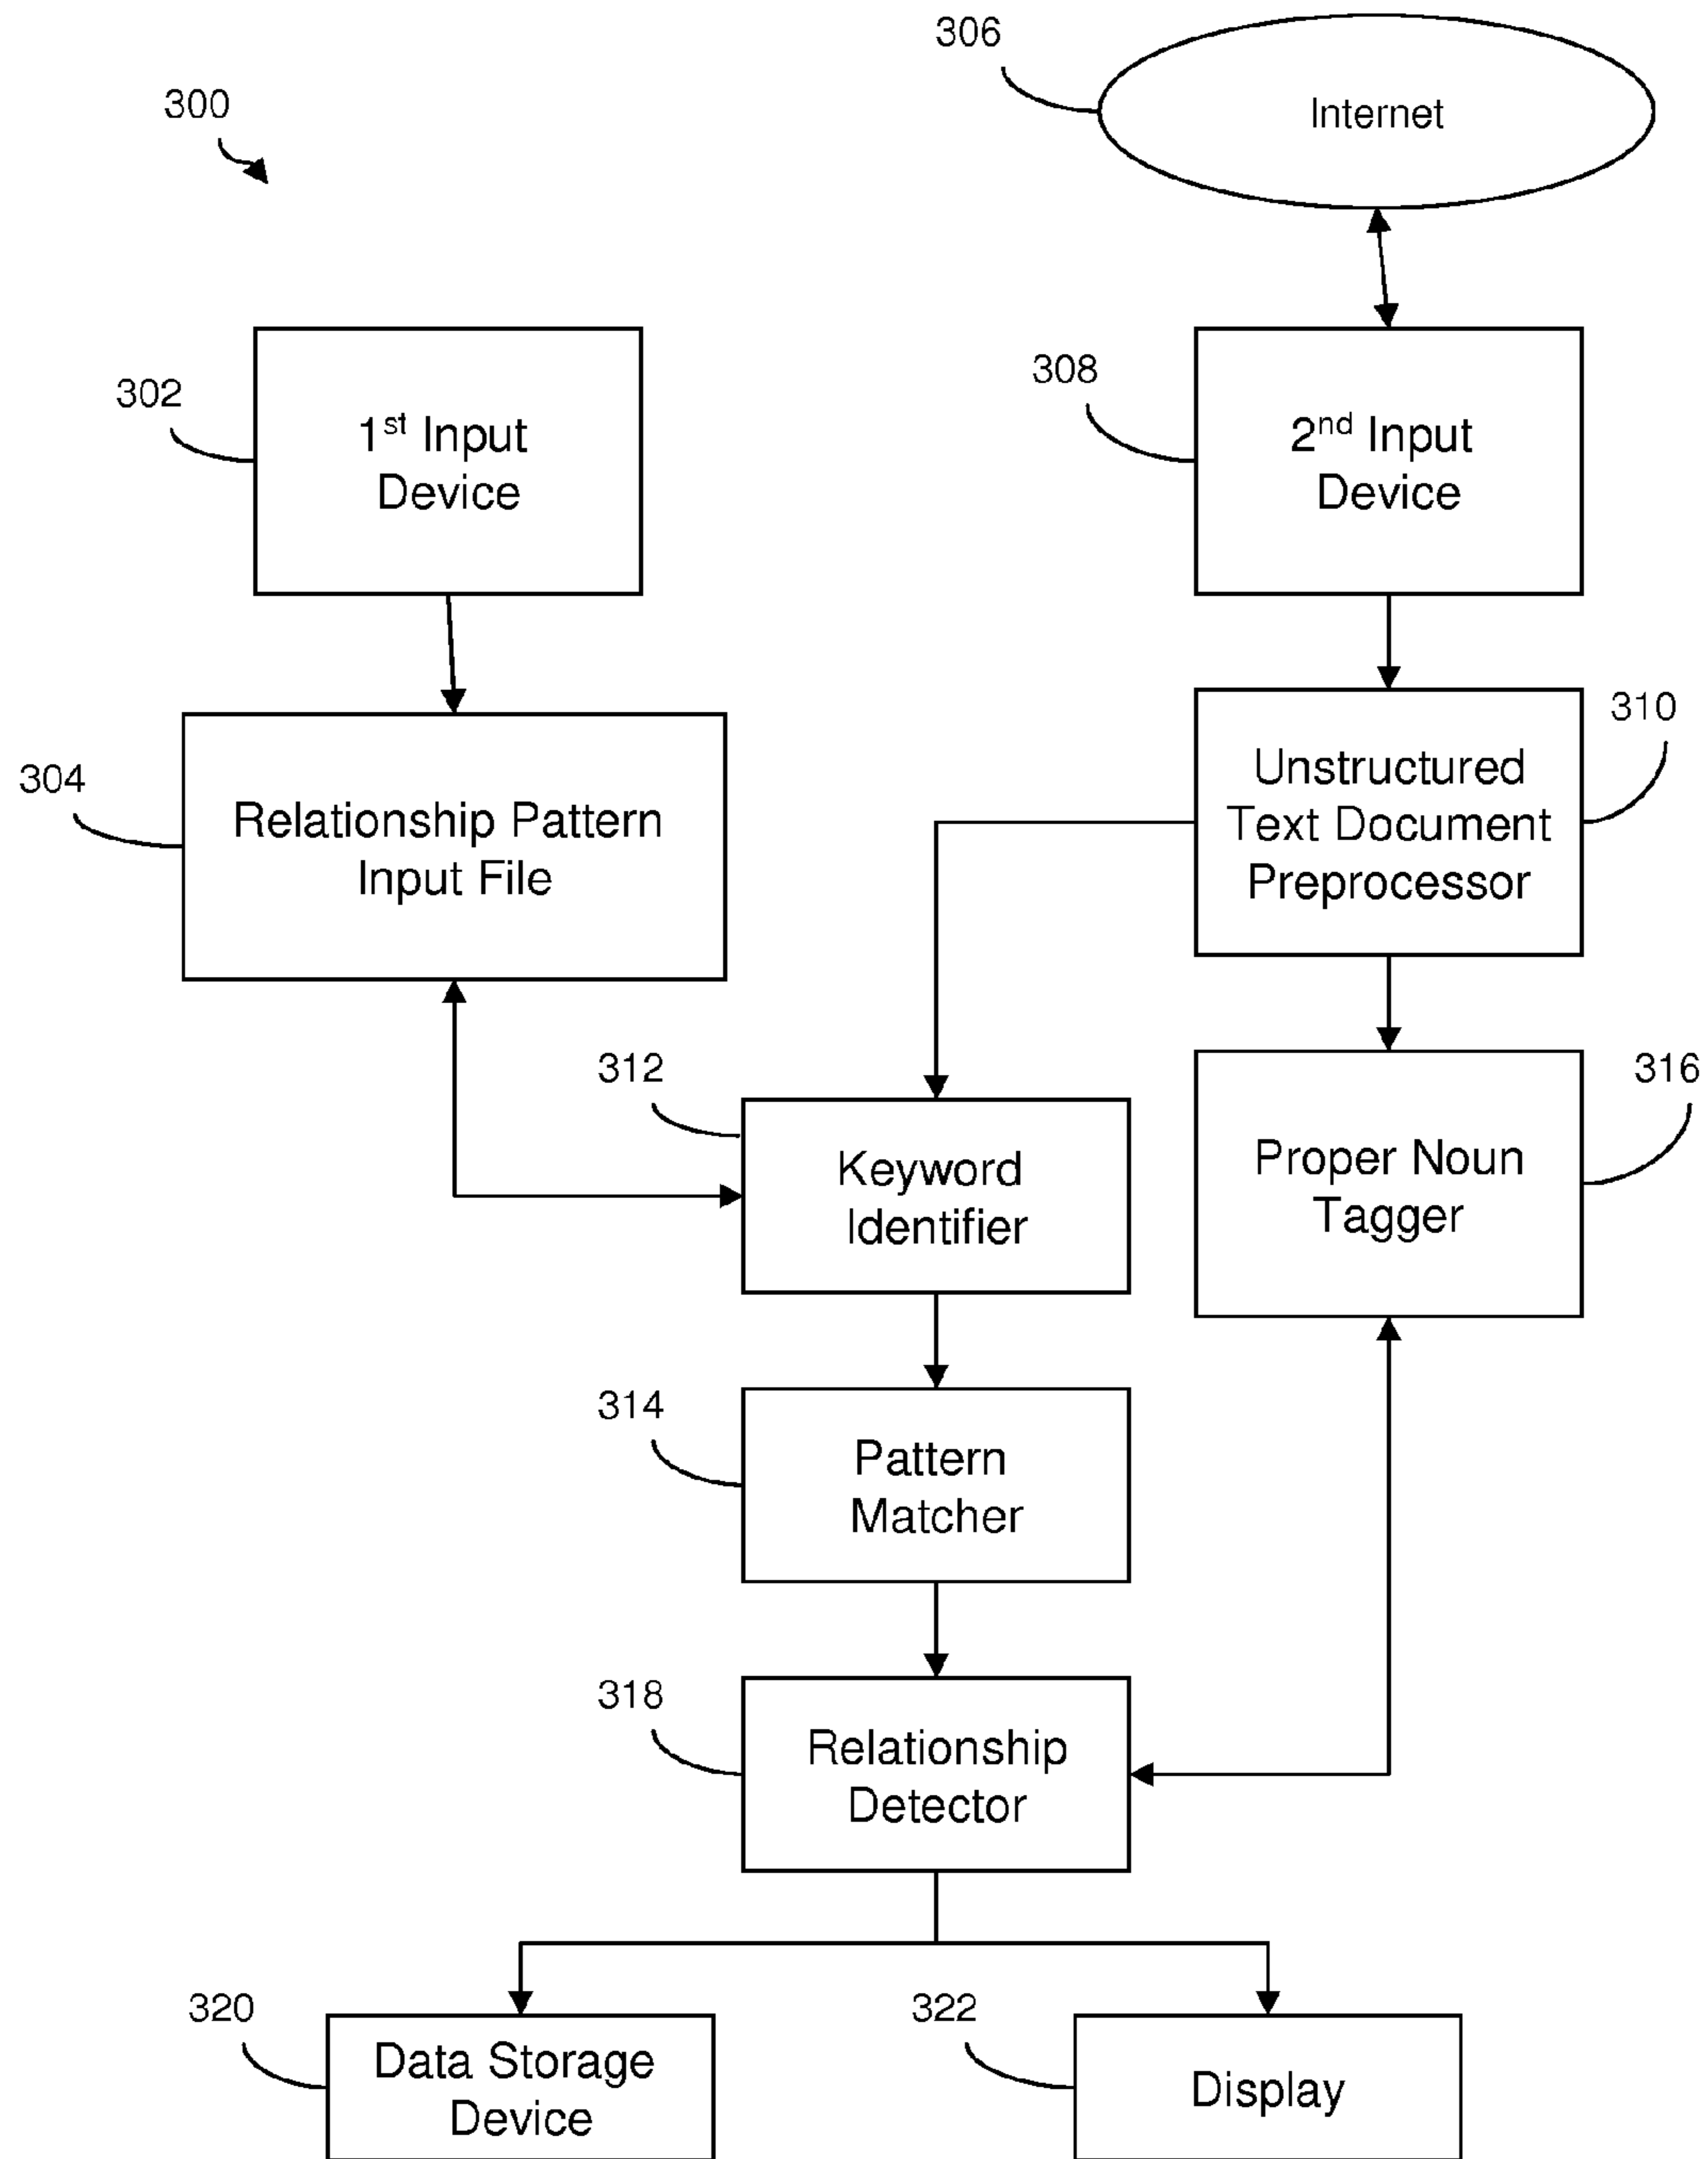 306
Internet
300
302
1st Input
Device
308
2nd Input
Device
304
Relationship Pattern
Input File
310
Unstructured
Text Document
Preprocessor
312
Keyword
Identifier
316
Proper Noun
Tagger
314
Pattern
Matcher
318
Relationship
Detector
320
Data Storage
Device
322
Display